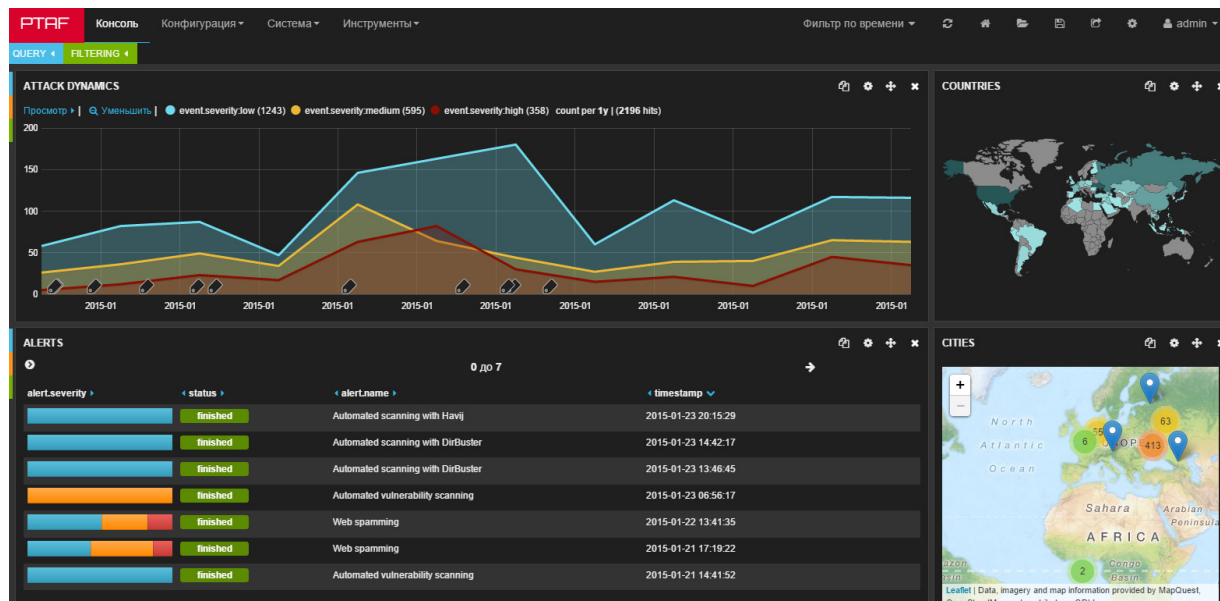 PTAF Консоль Конфигурация Система Инструменты Фильтр по времени admin
QUERY FILTERING
ATTACK DYNAMICS
Просмотр | Уменьшить | event.severity:low (1243) event.severity:medium (595) event.severity:high (358) count per 1y | (2196 hits)
200
150
100
50
0
2015-01 2015-01 2015-01 2015-01 2015-01 2015-01 2015-01 2015-01 2015-01 2015-01 2015-01
COUNTRIES
ALERTS
0 до 7
alert.severity status alert.name timestamp
finished Automated scanning with Havij 2015-01-23 20:15:29
finished Automated scanning with DirBuster 2015-01-23 14:42:17
finished Automated scanning with DirBuster 2015-01-23 13:46:45
finished Automated vulnerability scanning 2015-01-23 06:56:17
finished Web spamming 2015-01-22 13:41:35
finished Web spamming 2015-01-21 17:19:22
finished Automated vulnerability scanning 2015-01-21 14:41:52
CITIES
+
−
North
Atlantic
Ocean
63
6
413
Sahara
Arabian
Peninsula
AFRICA
2
Congo
Basin
Leaflet | Data, imagery and map information provided by MapQuest,